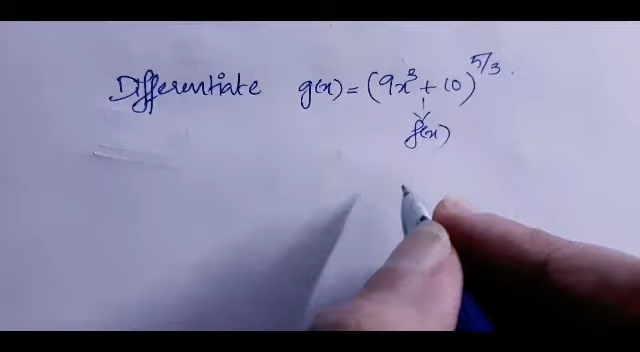 Differentiate g(x) = (9x³ + 10)^5/3.
f(x)